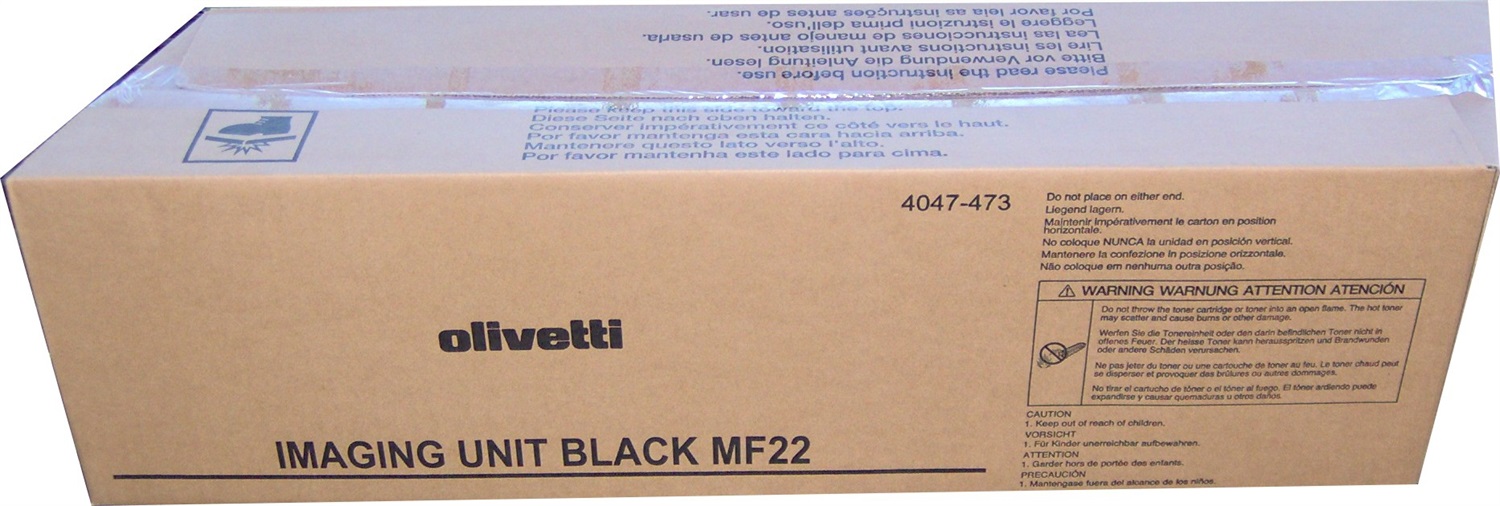 Please read the instruction before use.
Bitte vor Verwendung die Anleitung lesen.
Lire les instructions avant utilisation.
Lea las instrucciones de manejo antes de usarla.
Leggere le istruzioni prima dell'uso.
Por favor leia as instruções antes de usar.
Please keep this side toward the top.
Diese Seite nach oben halten.
Conserver impérativement ce côté vers le haut.
Por favor mantenga esta cara hacia arriba.
Mantenere questo lato verso l'alto.
Por favor mantenha este lado para cima.
4047-473
Do not place on either end.
Liegend lagern.
Maintenir impérativement le carton en position
horizontale.
No coloque NUNCA la unidad en posición vertical.
Mantenere la confezione in posizione orizzontale.
Não coloque em nenhuma outra posição.
WARNING WARNUNG ATTENTION ATENCIÓN
Do not throw the toner cartridge or toner into an open flame. The hot toner
may scatter and cause burns or other damage.
Werfen Sie die Tonereinheit oder den darin befindlichen Toner nicht in
offenes Feuer. Der heisse Toner kann herausspritzen und Brandwunden
oder andere Schäden verursachen.
Ne pas jeter du toner ou une cartouche de toner au feu. Le toner chaud peut
se disperser et provoquer des brûlures ou autres dommages.
No tirar el cartucho de tóner o el tóner al fuego. El tóner ardiendo puede
expandirse y causar quemaduras u otros daños.
CAUTION
1. Keep out of reach of children.
VORSICHT
1. Für Kinder unerreichbar aufbewahren.
ATTENTION
1. Garder hors de portée des enfants.
PRECAUCIÓN
1. Mantengase fuera del alcance de los niños.
olivetti
IMAGING UNIT BLACK MF22